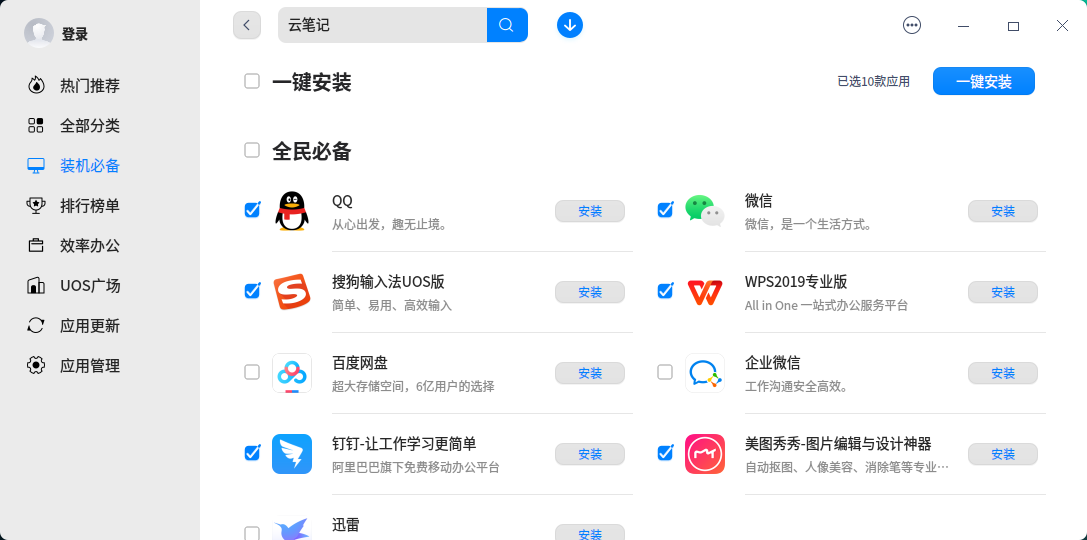 登录
热门推荐
全部分类
装机必备
排行榜单
效率办公
UOS广场
应用更新
应用管理
云笔记
一键安装
已选10款应用
一键安装
全民必备
QQ
从心出发，趣无止境。
安装
微信
微信，是一个生活方式。
安装
搜狗输入法UOS版
简单、易用、高效输入
安装
WPS2019专业版
All in One 一站式办公服务平台
安装
百度网盘
超大存储空间，6亿用户的选择
安装
企业微信
工作沟通安全高效。
安装
钉钉-让工作学习更简单
阿里巴巴旗下免费移动办公平台
安装
美图秀秀-图片编辑与设计神器
自动抠图、人像美容、消除笔等专业…
安装
迅雷
安装